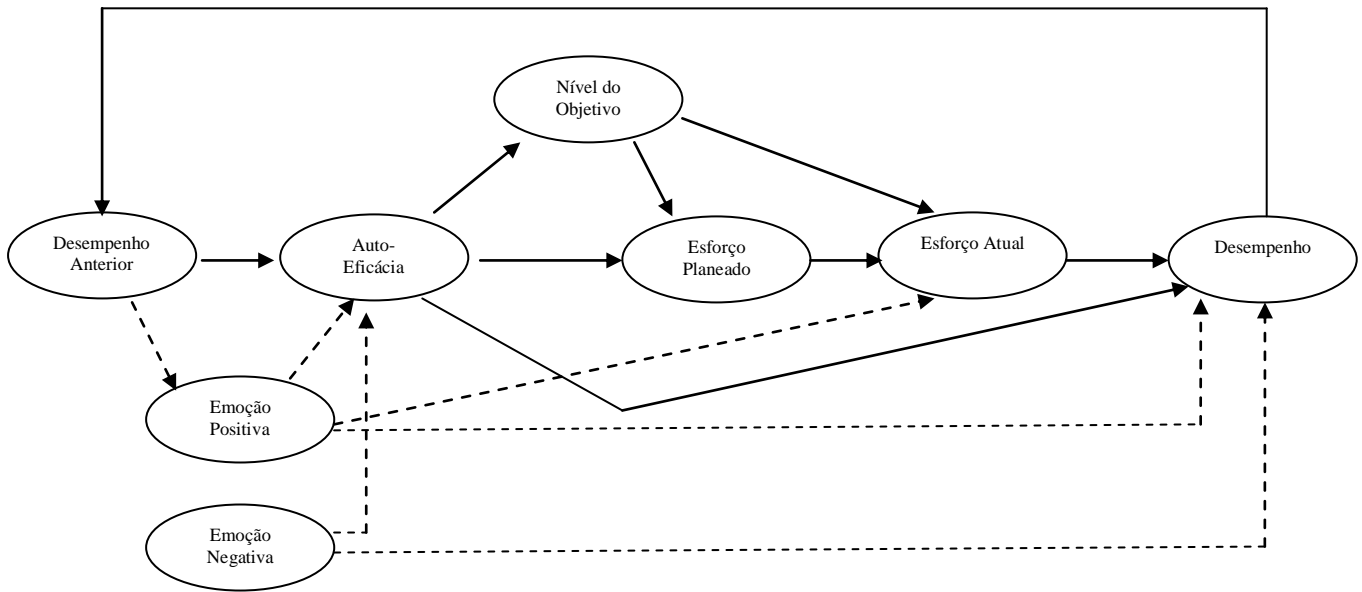 Nível do
Objetivo
Desempenho
Anterior
Auto-
Eficácia
Esforço
Planeado
Esforço Atual
Desempenho
Emoção
Positiva
Emoção
Negativa